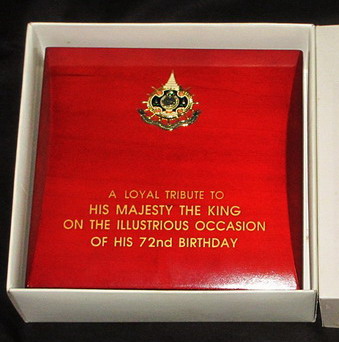 A LOYAL TRIBUTE TO
HIS MAJESTY THE KING
ON THE ILLUSTRIOUS OCCASION
OF HIS 72nd BIRTHDAY